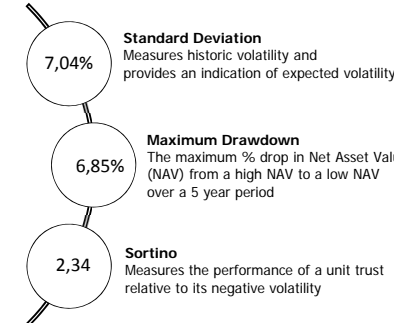 7,04%
Standard Deviation
Measures historic volatility and
provides an indication of expected volatility
6,85%
Maximum Drawdown
The maximum % drop in Net Asset Valu
(NAV) from a high NAV to a low NAV
over a 5 year period
2,34
Sortino
Measures the performance of a unit trust
relative to its negative volatility